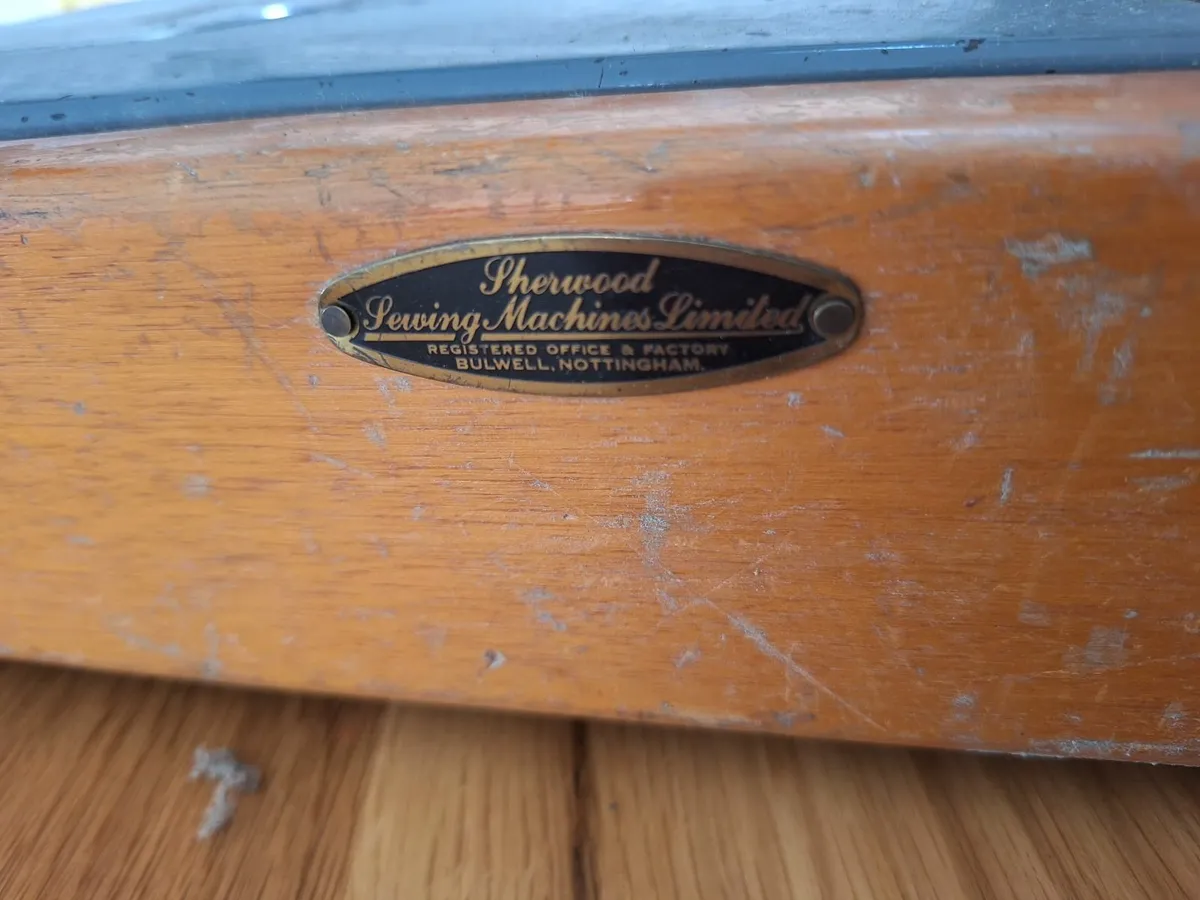 Sherwood
Sewing Machines Limited
REGISTERED OFFICE & FACTORY
BULWELL, NOTTINGHAM.